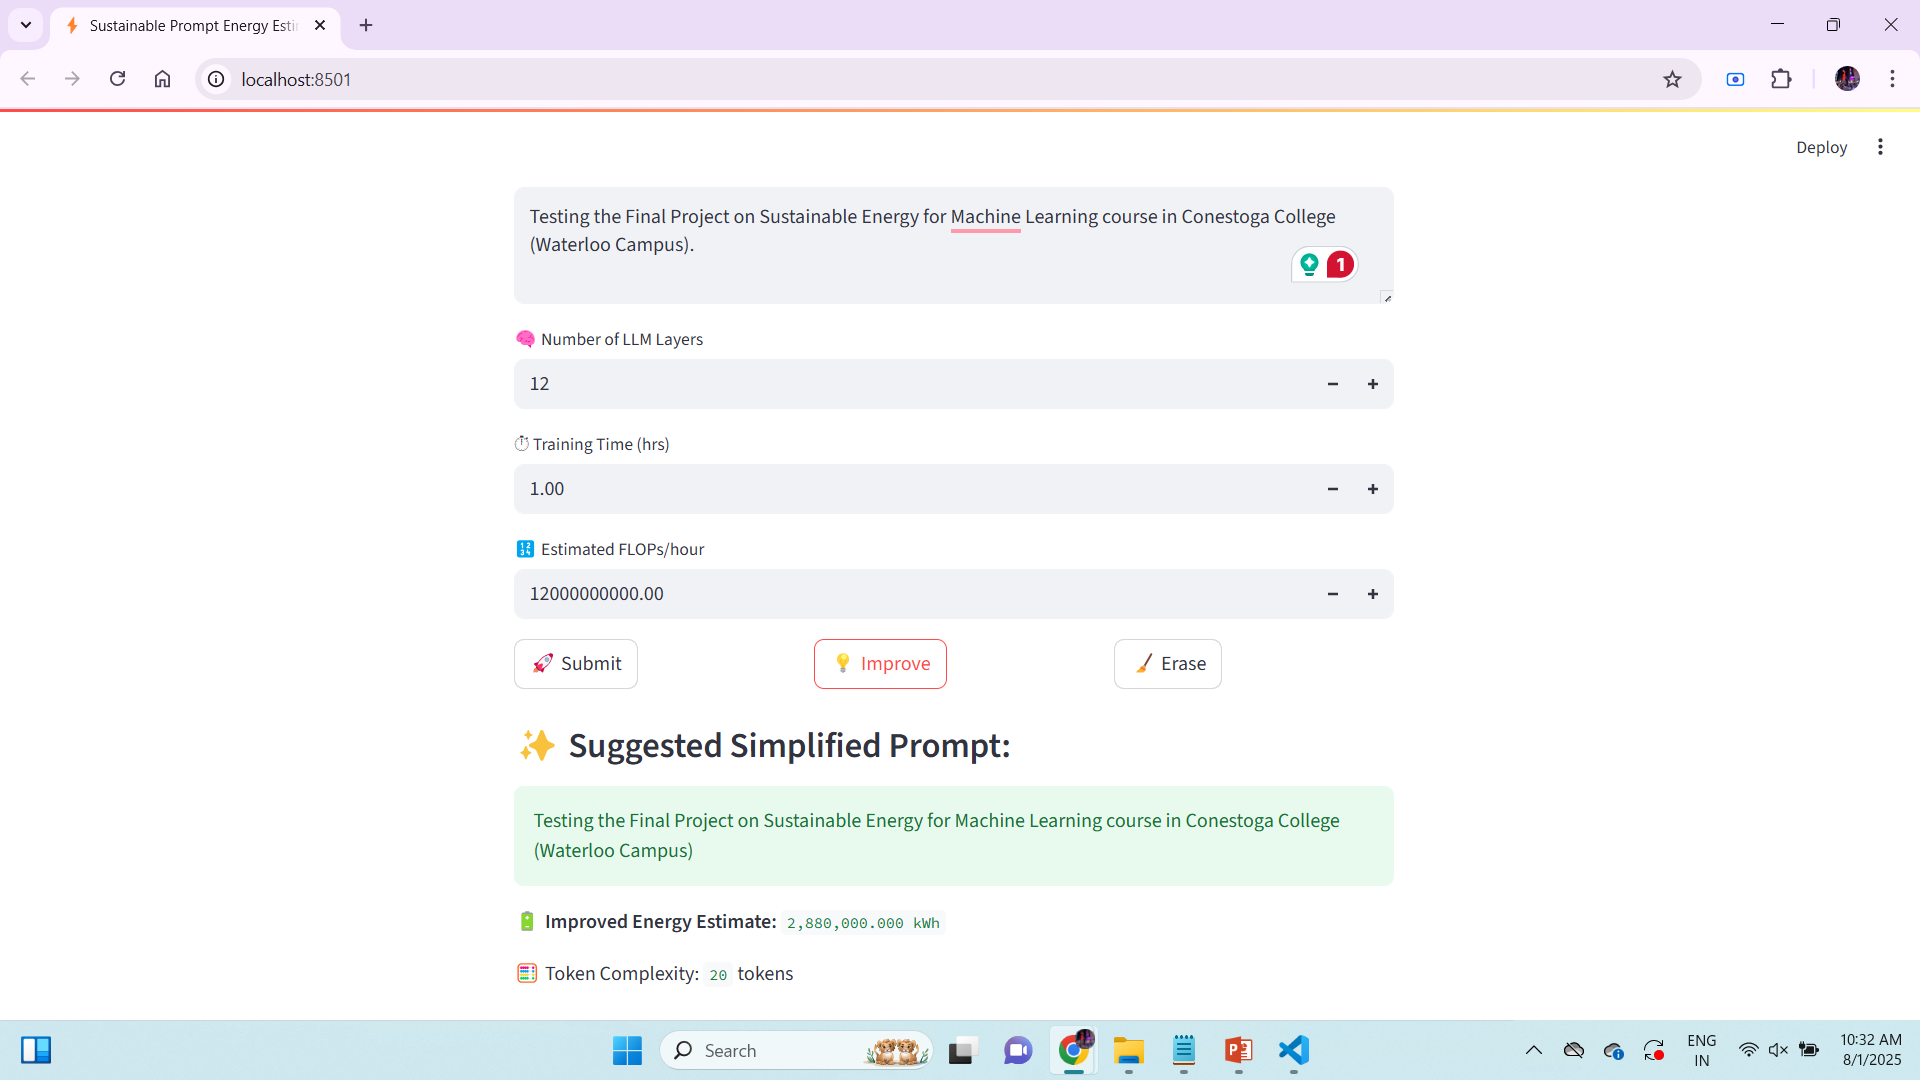 Sustainable Prompt Energy Esti
localhost:8501
Deploy
Testing the Final Project on Sustainable Energy for Machine Learning course in Conestoga College
(Waterloo Campus).
1
Number of LLM Layers
12
Training Time (hrs)
1.00
Estimated FLOPs/hour
12000000000.00
Submit
Improve
Erase
Suggested Simplified Prompt:
Testing the Final Project on Sustainable Energy for Machine Learning course in Conestoga College
(Waterloo Campus)
Improved Energy Estimate: 2,880,000.000 kWh
Token Complexity: 20 tokens
Search
ENG
IN
10:32 AM
8/1/2025